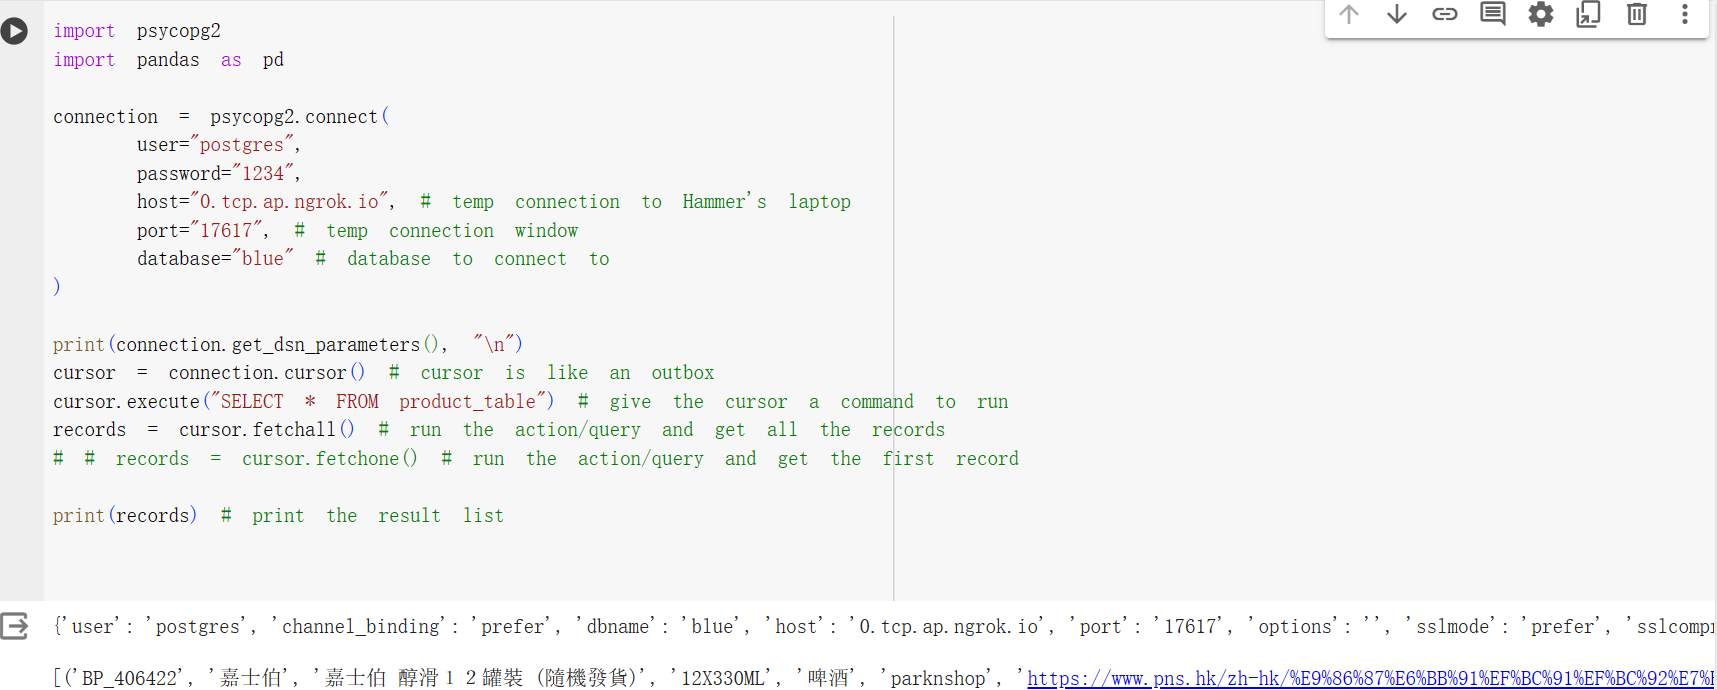 import psycopg2
import pandas as pd
connection = psycopg2.connect(
user="postgres",
password="1234",
host="0.tcp.ap.ngrok.io", # temp connection to Hammer's laptop
port="17617", # temp connection window
database="blue" # database to connect to
)
print(connection.get_dsn_parameters(), "\n")
cursor = connection.cursor() # cursor is like an outbox
cursor.execute("SELECT * FROM product_table") # give the cursor a command to run
records = cursor.fetchall() # run the action/query and get all the records
# # records = cursor.fetchone() # run the action/query and get the first record
print(records) # print the result list
{'user': 'postgres', 'channel_binding': 'prefer', 'dbname': 'blue', 'host': '0.tcp.ap.ngrok.io', 'port': '17617', 'options': '', 'sslmode': 'prefer', 'sslcompr
[('BP_406422', '嘉士伯', '嘉士伯 醇滑１２罐裝 (隨機發貨)', '12X330ML', '啤酒', 'parknshop', 'https://www.pns.hk/zh-hk/%E9%86%87%E6%BB%91%EF%BC%91%EF%BC%92%E7%B